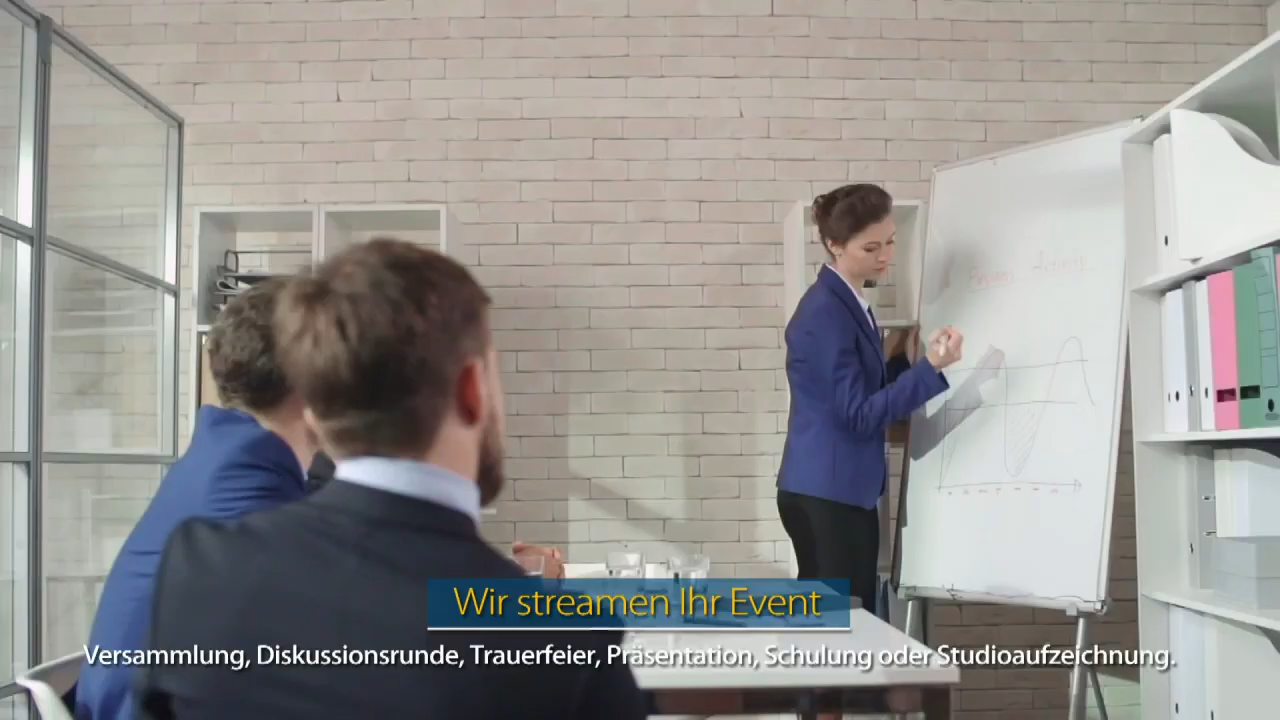 Wir streamen Ihr Event
Versammlung, Diskussionsrunde, Trauerfeier, Präsentation, Schulung oder Studioaufzeichnung.